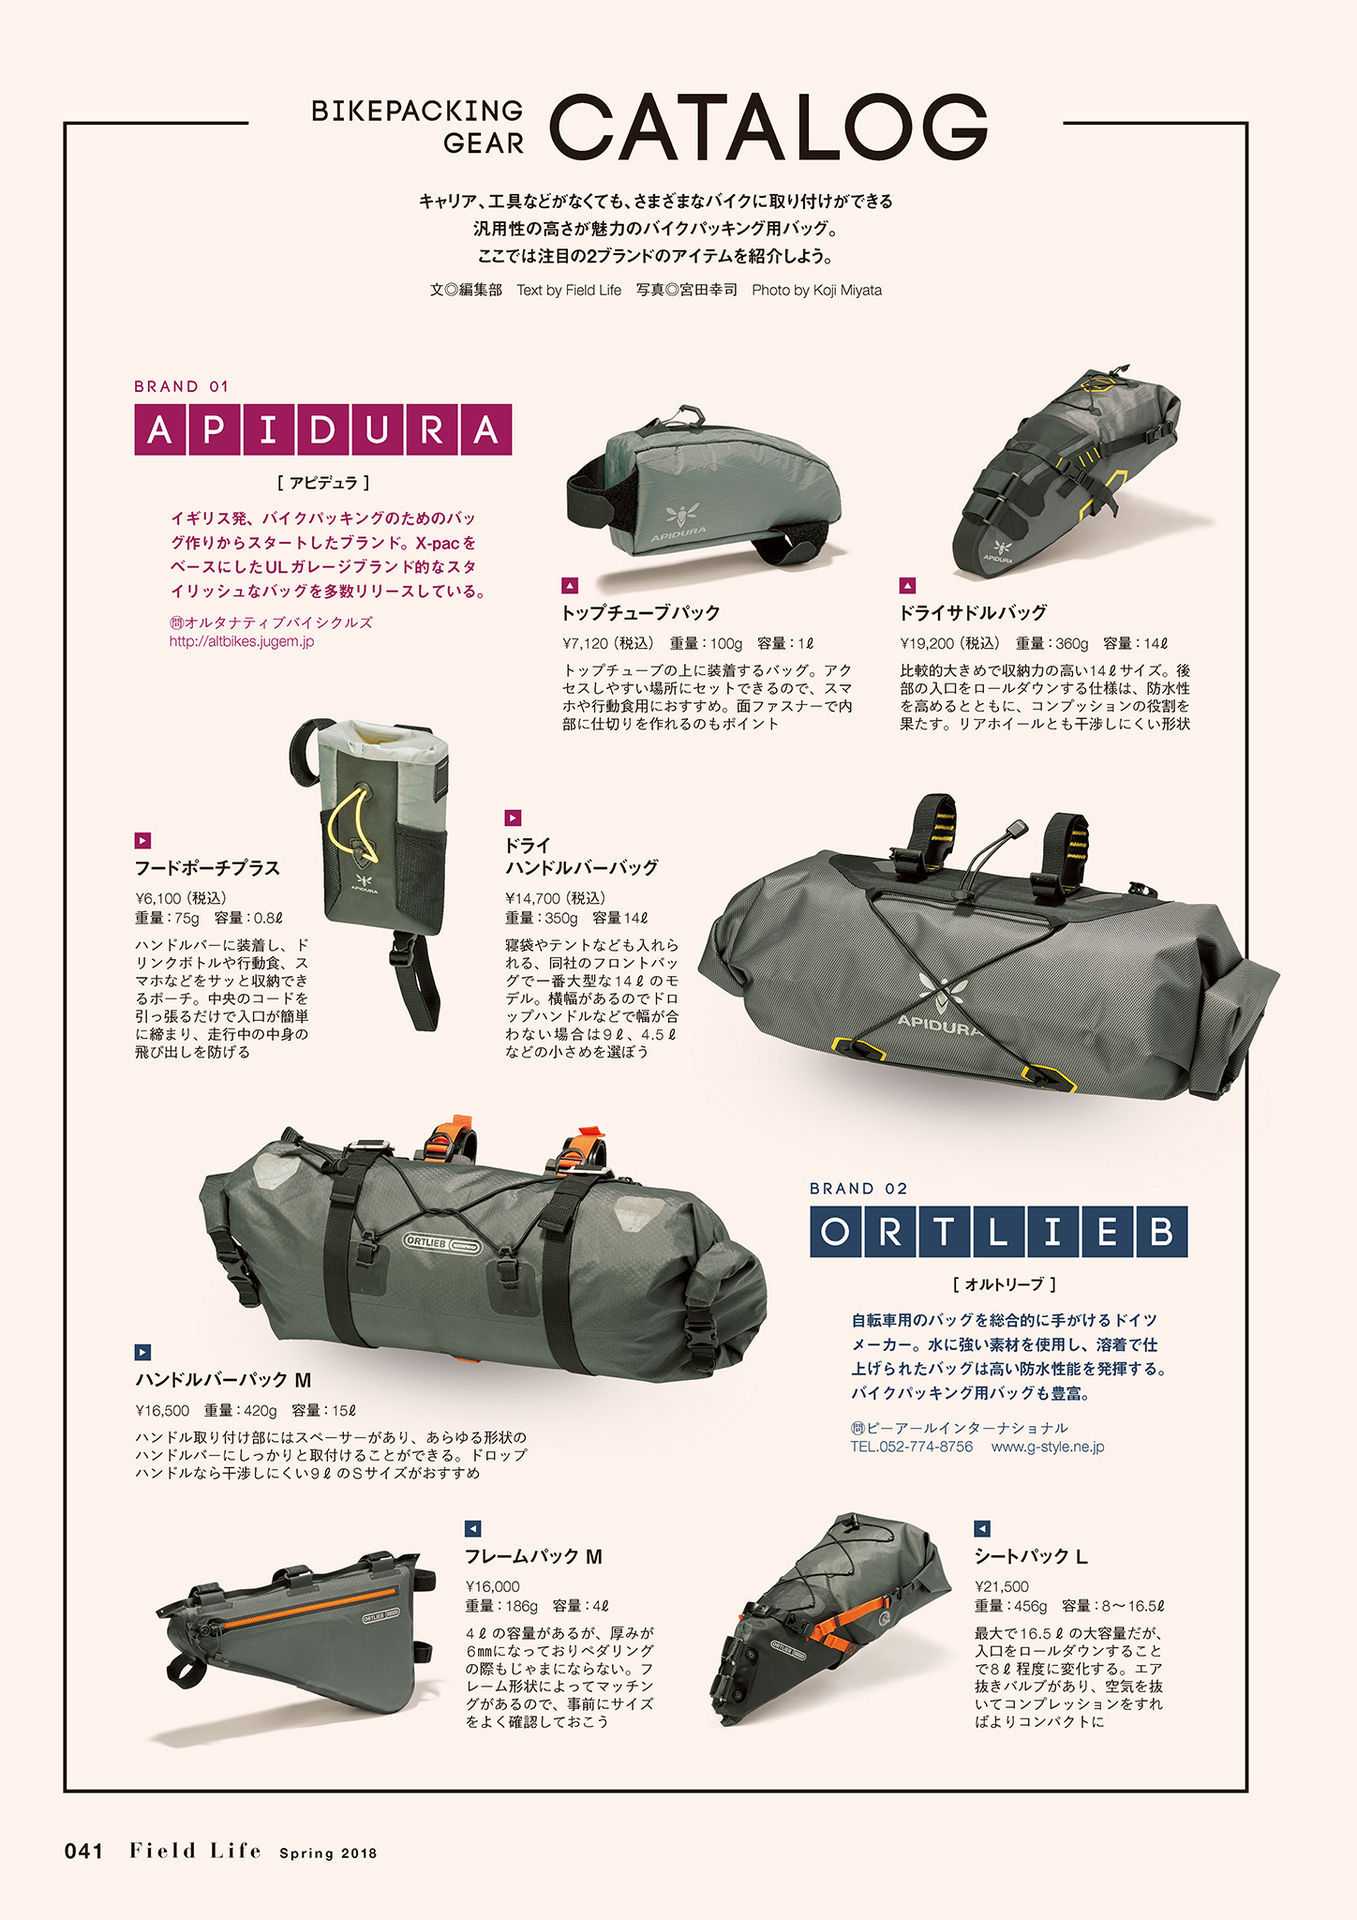 BIKEPACKING
GEAR
CATALOG
キャリア、工具などがなくても、さまざまなバイクに取り付けができる
汎用性の高さが魅力のバイクパッキング用バッグ。
ここでは注目の2ブランドのアイテムを紹介しよう。
文◎編集部　Text by Field Life　写真◎宮田幸司　Photo by Koji Miyata
BRAND 01
APIDURA
[ アピデュラ ]
イギリス発、バイクパッキングのためのバッ
グ作りからスタートしたブランド。X-pacを
ベースにしたULガレージブランド的なスタ
イリッシュなバッグを多数リリースしている。
㉄オルタナティブバイシクルズ
http://altbikes.jugem.jp
APIDURA
トップチューブパック
¥7,120（税込）　重量：100g　容量：1ℓ
トップチューブの上に装着するバッグ。アク
セスしやすい場所にセットできるので、スマ
ホや行動食用におすすめ。面ファスナーで内
部に仕切りを作れるのもポイント
APIDURA
ドライサドルバッグ
¥19,200（税込）　重量：360g　容量：14ℓ
比較的大きめで収納力の高い14ℓサイズ。後
部の入口をロールダウンする仕様は、防水性
を高めるとともに、コンプッションの役割を
果たす。リアホイールとも干渉しにくい形状
フードポーチプラス
¥6,100（税込）
重量：75g　容量：0.8ℓ
ハンドルバーに装着し、ド
リンクボトルや行動食、ス
マホなどをサッと収納でき
るポーチ。中央のコードを
引っ張るだけで入口が簡単
に締まり、走行中の中身の
飛び出しを防げる
APIDURA
ドライ
ハンドルバーバッグ
¥14,700（税込）
重量：350g　容量14ℓ
寝袋やテントなども入れら
れる、同社のフロントバッ
グで一番大型な14ℓのモ
デル。横幅があるのでドロ
ップハンドルなどで幅が合
わない場合は9ℓ、4.5ℓ
などの小さめを選ぼう
APIDURA
ORTLIEB WATERPROOF
ハンドルバーパック M
¥16,500　重量：420g　容量：15ℓ
ハンドル取り付け部にはスペーサーがあり、あらゆる形状の
ハンドルバーにしっかりと取付けることができる。ドロップ
ハンドルなら干渉しにくい9ℓのSサイズがおすすめ
BRAND 02
ORTLIEB
[ オルトリーブ ]
自転車用のバッグを総合的に手がけるドイツ
メーカー。水に強い素材を使用し、溶着で仕
上げられたバッグは高い防水性能を発揮する。
バイクパッキング用バッグも豊富。
㉄ピーアールインターナショナル
TEL.052-774-8756　www.g-style.ne.jp
ORTLIEB
フレームパック M
¥16,000
重量：186g　容量：4ℓ
4ℓの容量があるが、厚みが
6㎜になっておりペダリング
の際もじゃまにならない。フ
レーム形状によってマッチン
グがあるので、事前にサイズ
をよく確認しておこう
ORTLIEB
シートパック L
¥21,500
重量：456g　容量：8〜16.5ℓ
最大で16.5ℓの大容量だが、
入口をロールダウンすること
で8ℓ程度に変化する。エア
抜きバルブがあり、空気を抜
いてコンプレッションをすれ
ばよりコンパクトに
041 Field Life Spring 2018